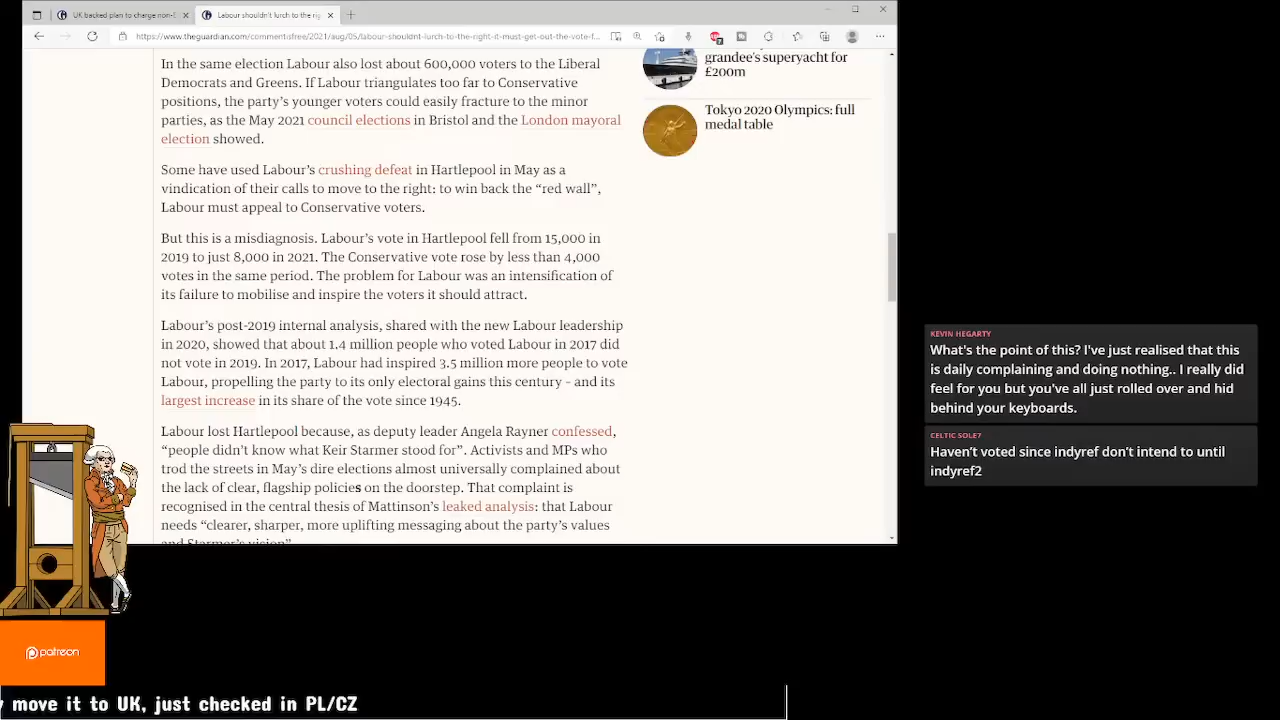 UK backed plan to charge non-E
Labour shouldn't lurch to the rig
https://www.theguardian.com/commentisfree/2021/aug/05/labour-shouldnt-lurch-to-the-right-it-must-get-out-the-vote-f...
In the same election Labour also lost about 600,000 voters to the Liberal
Democrats and Greens. If Labour triangulates too far to Conservative
positions, the party's younger voters could easily fracture to the minor
parties, as the May 2021 council elections in Bristol and the London mayoral
election showed.
Some have used Labour's crushing defeat in Hartlepool in May as a
vindication of their calls to move to the right: to win back the “red wall”,
Labour must appeal to Conservative voters.
But this is a misdiagnosis. Labour's vote in Hartlepool fell from 15,000 in
2019 to just 8,000 in 2021. The Conservative vote rose by less than 4,000
votes in the same period. The problem for Labour was an intensification of
its failure to mobilise and inspire the voters it should attract.
Labour's post-2019 internal analysis, shared with the new Labour leadership
in 2020, showed that about 1.4 million people who voted Labour in 2017 did
not vote in 2019. In 2017, Labour had inspired 3.5 million more people to vote
Labour, propelling the party to its only electoral gains this century – and its
largest increase in its share of the vote since 1945.
Labour lost Hartlepool because, as deputy leader Angela Rayner confessed,
“people didn't know what Keir Starmer stood for”. Activists and MPs who
trod the streets in May's dire elections almost universally complained about
the lack of clear, flagship policies on the doorstep. That complaint is
recognised in the central thesis of Mattinson's leaked analysis: that Labour
needs “clearer, sharper, more uplifting messaging about the party's values
and Starmer's vision”
grandee's superyacht for
£200m
Tokyo 2020 Olympics: full
medal table
KEVIN HEGARTY
What's the point of this? I've just realised that this
is daily complaining and doing nothing.. I really did
feel for you but you've all just rolled over and hid
behind your keyboards.
CELTIC SOLE7
Haven't voted since indyref don't intend to until
indyref2
patreon
move it to UK, just checked in PL/CZ